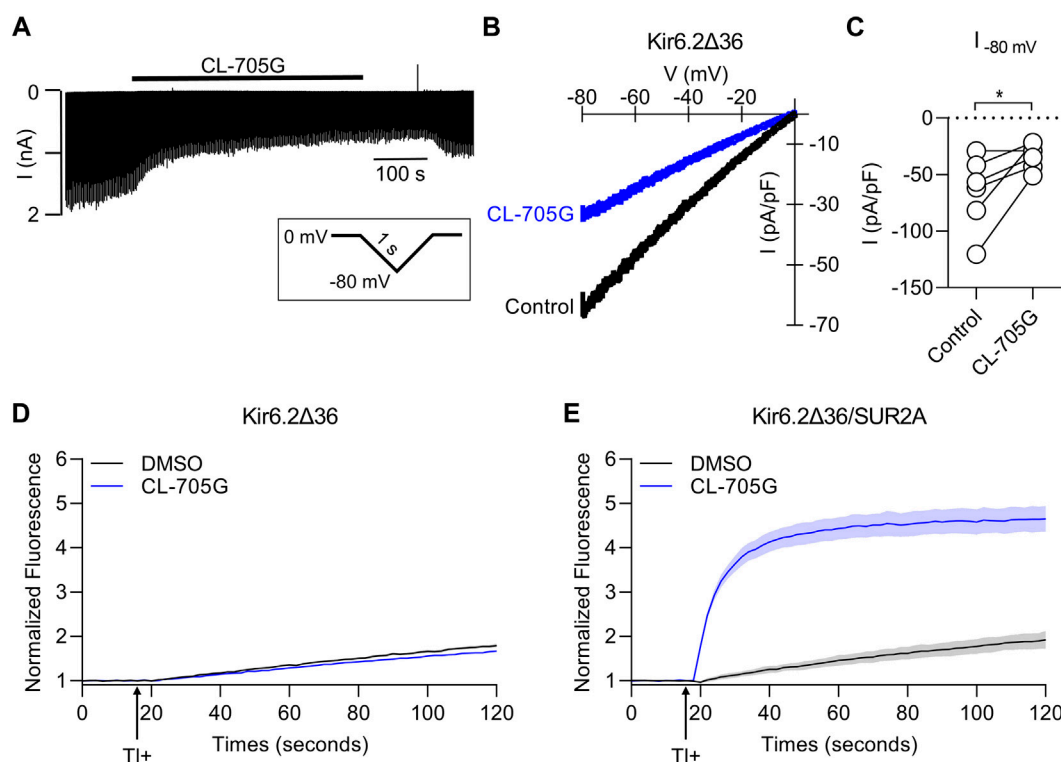 A
CL-705G
0
I (nA)
2
100 s
0 mV
1 s
-80 mV
B
Kir6.2Δ36
V (mV)
-80 -60 -40 -20
-10
-30
-50
-70
I (pA/pF)
CL-705G
Control
C
I -80 mV
*
0
-50
-100
-150
I (pA/pF)
Control
CL-705G
D
Kir6.2Δ36
DMSO
CL-705G
6
5
4
3
2
1
Normalized Fluorescence
0 20 40 60 80 100 120
Tl+
Times (seconds)
E
Kir6.2Δ36/SUR2A
DMSO
CL-705G
6
5
4
3
2
1
Normalized Fluorescence
0 20 40 60 80 100 120
Tl+
Times (seconds)